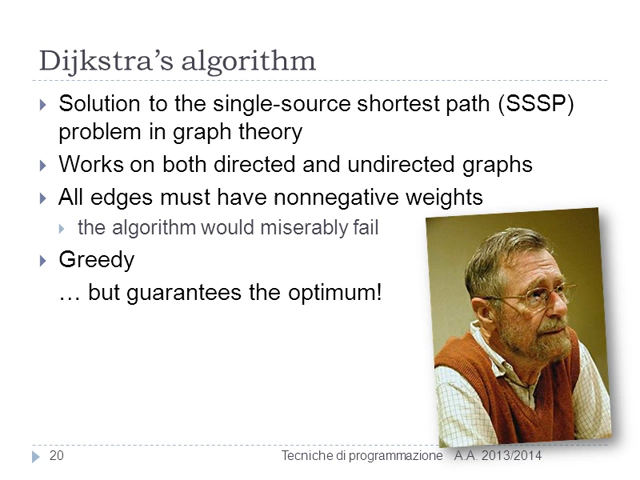 Dijkstra’s algorithm
Solution to the single-source shortest path (SSSP)
problem in graph theory
Works on both directed and undirected graphs
All edges must have nonnegative weights
the algorithm would miserably fail
Greedy
… but guarantees the optimum!
20 Tecniche di programmazione A.A. 2013/2014